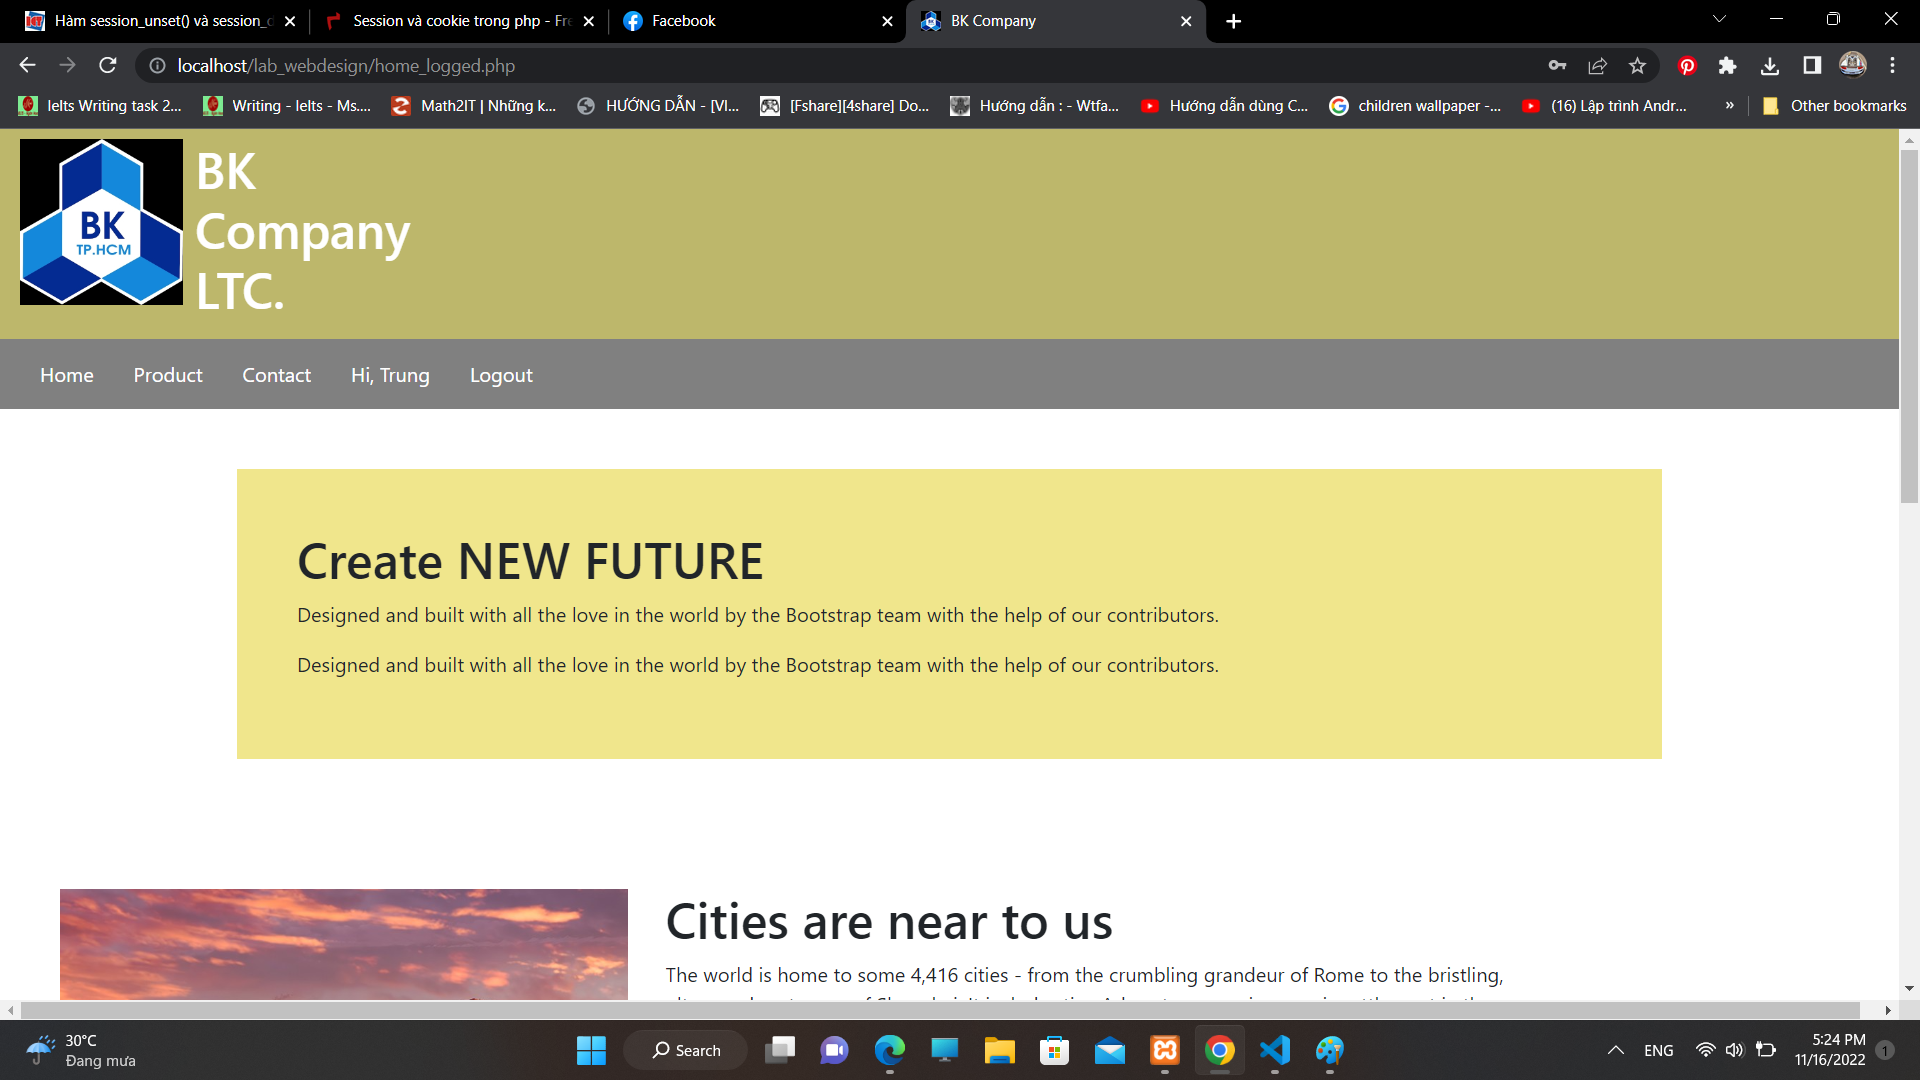 Hàm session_unset() và session_d
Session và cookie trong php - Fre
Facebook
BK Company
localhost/lab_webdesign/home_logged.php
Ielts Writing task 2...
Writing - Ielts - Ms....
Math2IT | Những k...
HƯỚNG DẪN - [VI...
[Fshare][4share] Do...
Hướng dẫn : - Wtfa...
Hướng dẫn dùng C...
children wallpaper -...
(16) Lập trình Andr...
»
Other bookmarks
BK
TP.HCM
BK
Company
LTC.
Home
Product
Contact
Hi, Trung
Logout
Create NEW FUTURE
Designed and built with all the love in the world by the Bootstrap team with the help of our contributors.
Designed and built with all the love in the world by the Bootstrap team with the help of our contributors.
Cities are near to us
The world is home to some 4,416 cities - from the crumbling grandeur of Rome to the bristling,
30°C
Đang mưa
Search
ENG
5:24 PM
11/16/2022
1